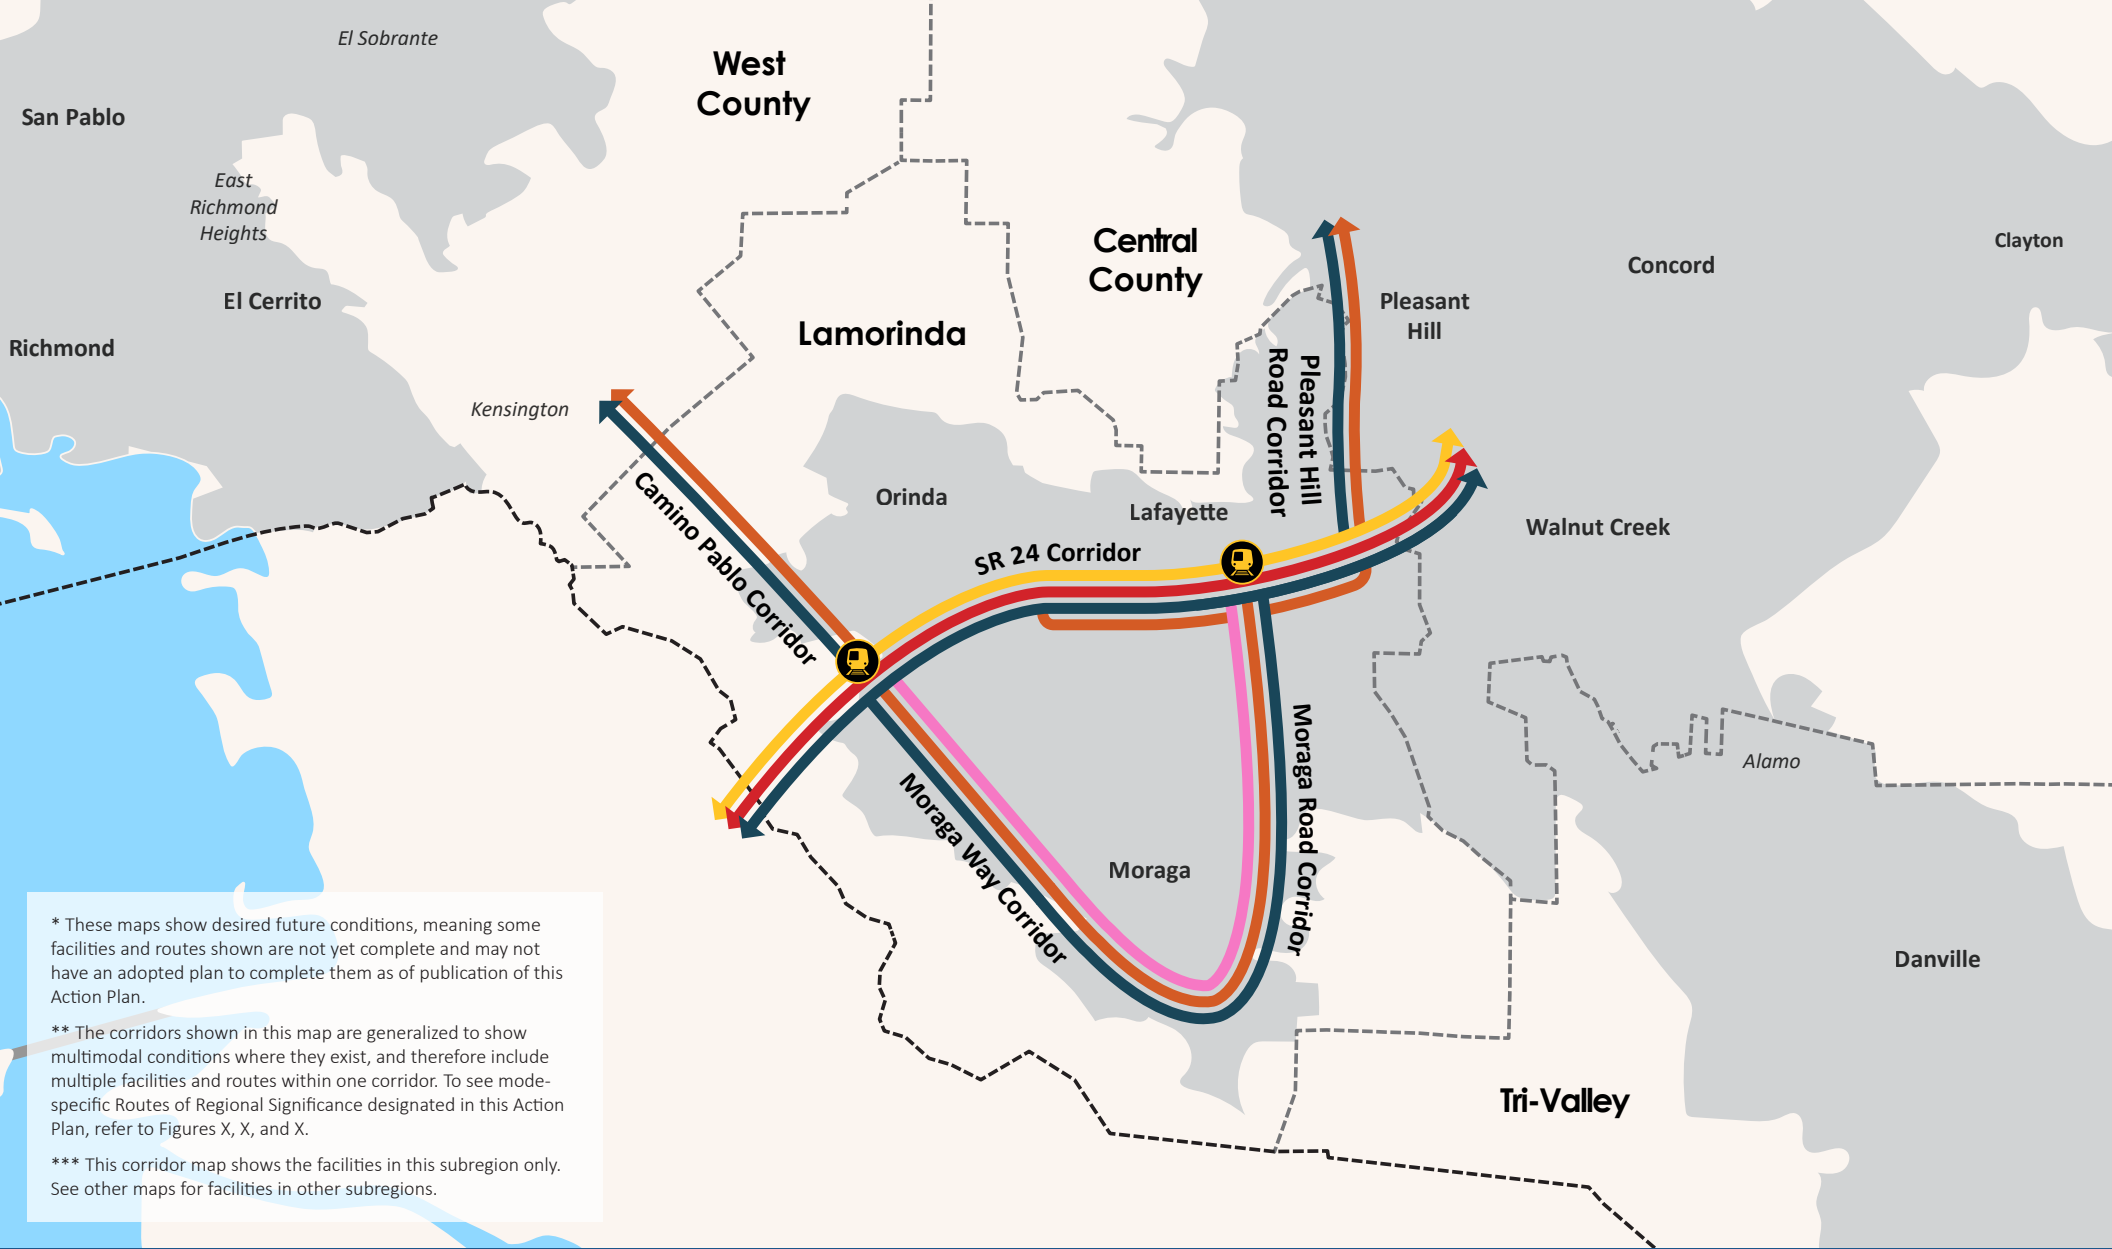 El Sobrante
West
County
San Pablo
East
Richmond
Heights
Central
County
Clayton
Concord
El Cerrito
Pleasant
Hill
Lamorinda
Richmond
Kensington
Pleasant Hill
Road Corridor
Orinda
Lafayette
Walnut Creek
SR 24 Corridor
Camino Pablo Corridor
Alamo
Moraga Way Corridor
Moraga Road Corridor
Moraga
Danville
Tri-Valley
* These maps show desired future conditions, meaning some
facilities and routes shown are not yet complete and may not
have an adopted plan to complete them as of publication of this
Action Plan.
** The corridors shown in this map are generalized to show
multimodal conditions where they exist, and therefore include
multiple facilities and routes within one corridor. To see mode-
specific Routes of Regional Significance designated in this Action
Plan, refer to Figures X, X, and X.
*** This corridor map shows the facilities in this subregion only.
See other maps for facilities in other subregions.